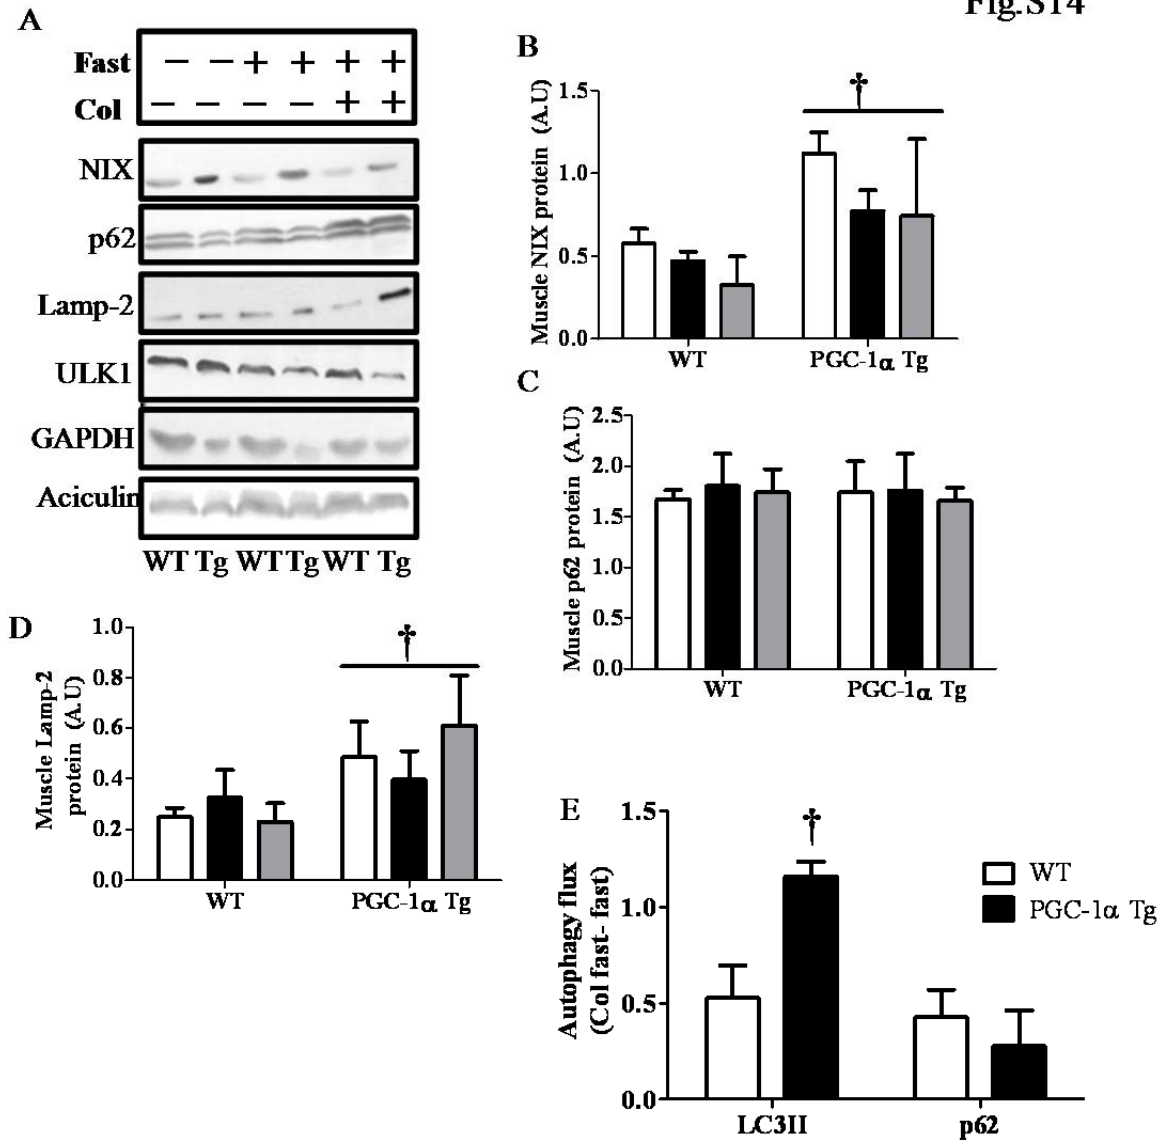 Fig.S14
A
Fast − − + + + +
Col − − − − + +
NIX
p62
Lamp-2
ULK1
GAPDH
Aciculin
WT Tg WT Tg WT Tg
B
Muscle NIX protein (A.U)
1.5
1.0
0.5
0.0
†
WT PGC-1α Tg
C
Muscle p62 protein (A.U)
2.5
2.0
1.5
1.0
0.5
0.0
WT PGC-1α Tg
D
Muscle Lamp-2
protein (A.U)
1.0
0.8
0.6
0.4
0.2
0.0
†
WT PGC-1α Tg
E
Autophagy flux
(Col fast- fast)
1.5
1.0
0.5
0.0
†
WT
PGC-1α Tg
LC3II p62